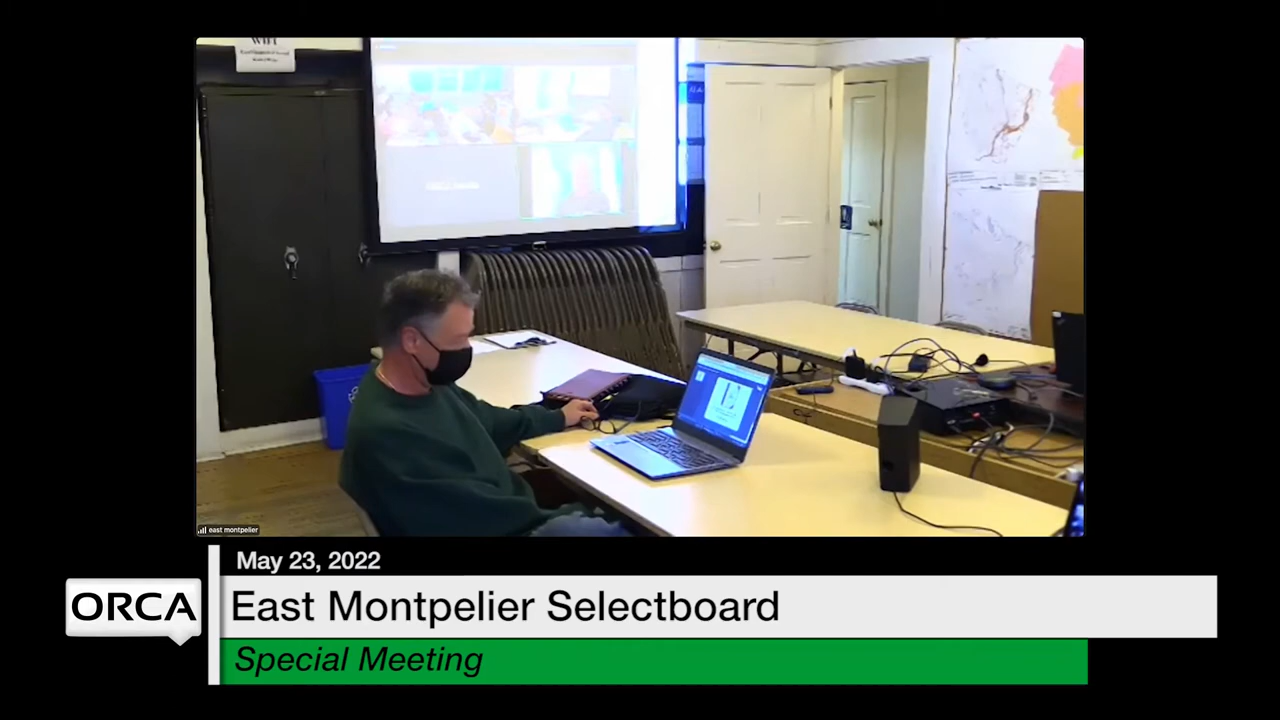 WIFI
east montpelier
May 23, 2022
ORCA
East Montpelier Selectboard
Special Meeting